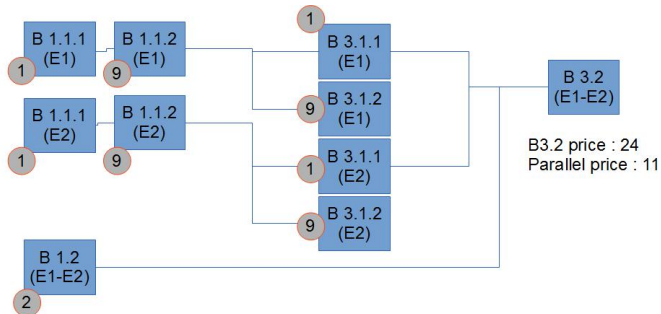 1
B 1.1.1
(E1)
1
B 1.1.2
(E1)
9
B 3.1.1
(E1)
B 3.2
(E1-E2)
9
B 3.1.2
(E1)
B 1.1.1
(E2)
1
B 1.1.2
(E2)
9
B3.2 price : 24
Parallel price : 11
1
B 3.1.1
(E2)
9
B 3.1.2
(E2)
B 1.2
(E1-E2)
2